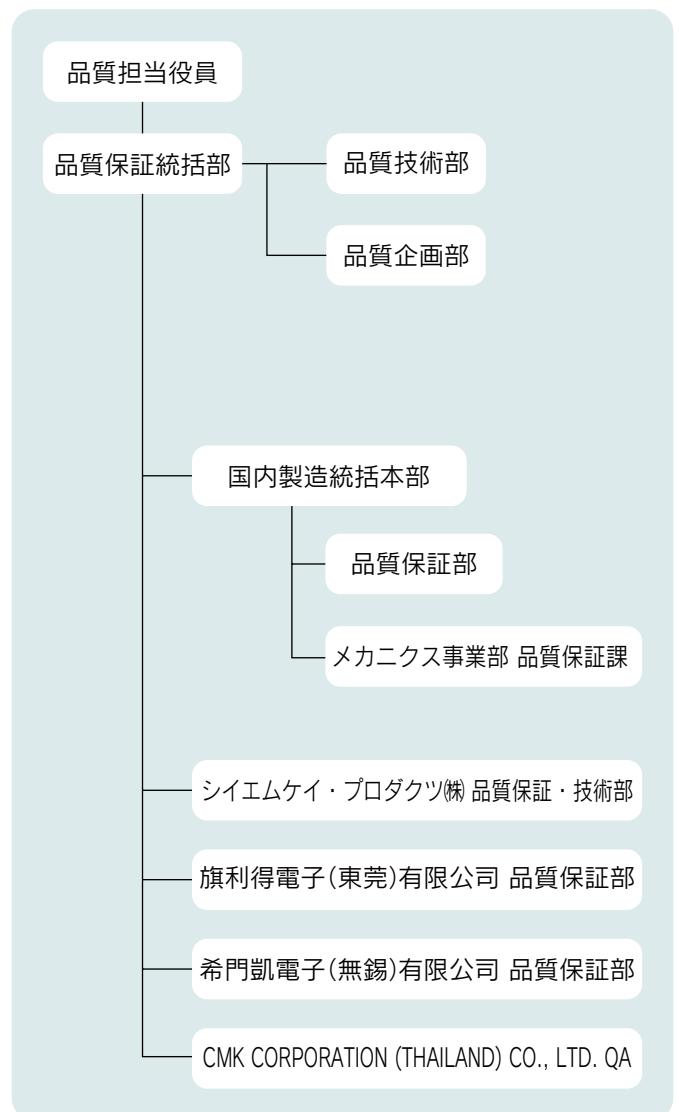 品質担当役員
品質保証統括部
品質技術部
品質企画部
国内製造統括本部
品質保証部
メカニクス事業部 品質保証課
シイエムケイ・プロダクツ㈱ 品質保証・技術部
旗利得電子(東莞)有限公司 品質保証部
希門凱電子(無錫)有限公司 品質保証部
CMK CORPORATION (THAILAND) CO., LTD. QA